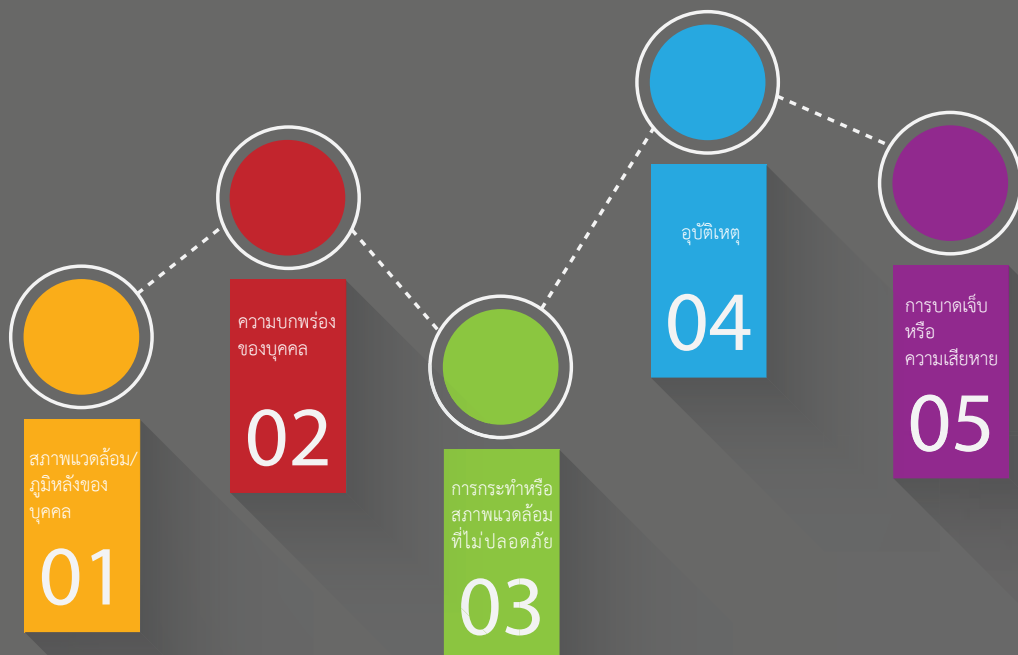 สภาพแวดล้อม/
ภูมิหลังของ
บุคคล
01
ความบกพร่อง
ของบุคคล
02
การกระทำหรือ
สภาพแวดล้อม
ที่ไม่ปลอดภัย
03
อุบัติเหตุ
04
การบาดเจ็บ
หรือ
ความเสียหาย
05